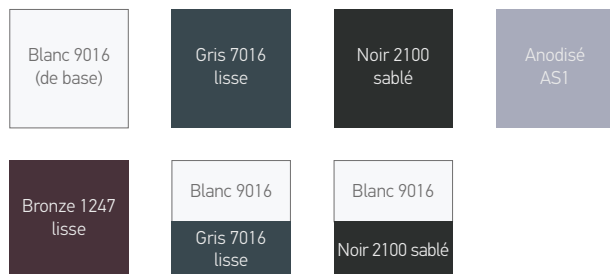 Blanc 9016
(de base)
Gris 7016
lisse
Noir 2100
sablé
Anodisé
AS1
Bronze 1247
lisse
Blanc 9016
Gris 7016
lisse
Blanc 9016
Noir 2100 sablé